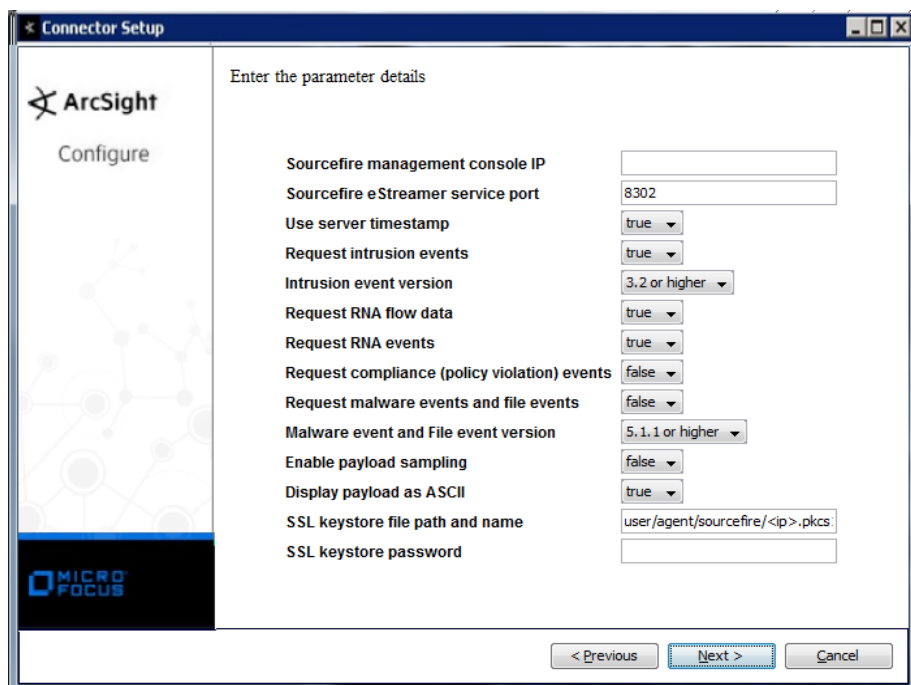 Connector Setup
ArcSight
Configure
Enter the parameter details
Sourcefire management console IP
Sourcefire eStreamer service port 8302
Use server timestamp true
Request intrusion events true
Intrusion event version 3.2 or higher
Request RNA flow data true
Request RNA events true
Request compliance (policy violation) events false
Request malware events and file events false
Malware event and File event version 5.1.1 or higher
Enable payload sampling false
Display payload as ASCII true
SSL keystore file path and name user/agent/sourcefire/<ip>.pkcs
SSL keystore password
MICRO
FOCUS
< Previous Next > Cancel